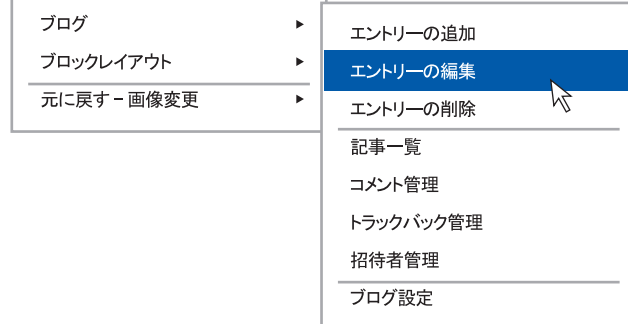 ブログ
ブロックレイアウト
元に戻す－画像変更
エントリーの追加
エントリーの編集
エントリーの削除
記事一覧
コメント管理
トラックバック管理
招待者管理
ブログ設定